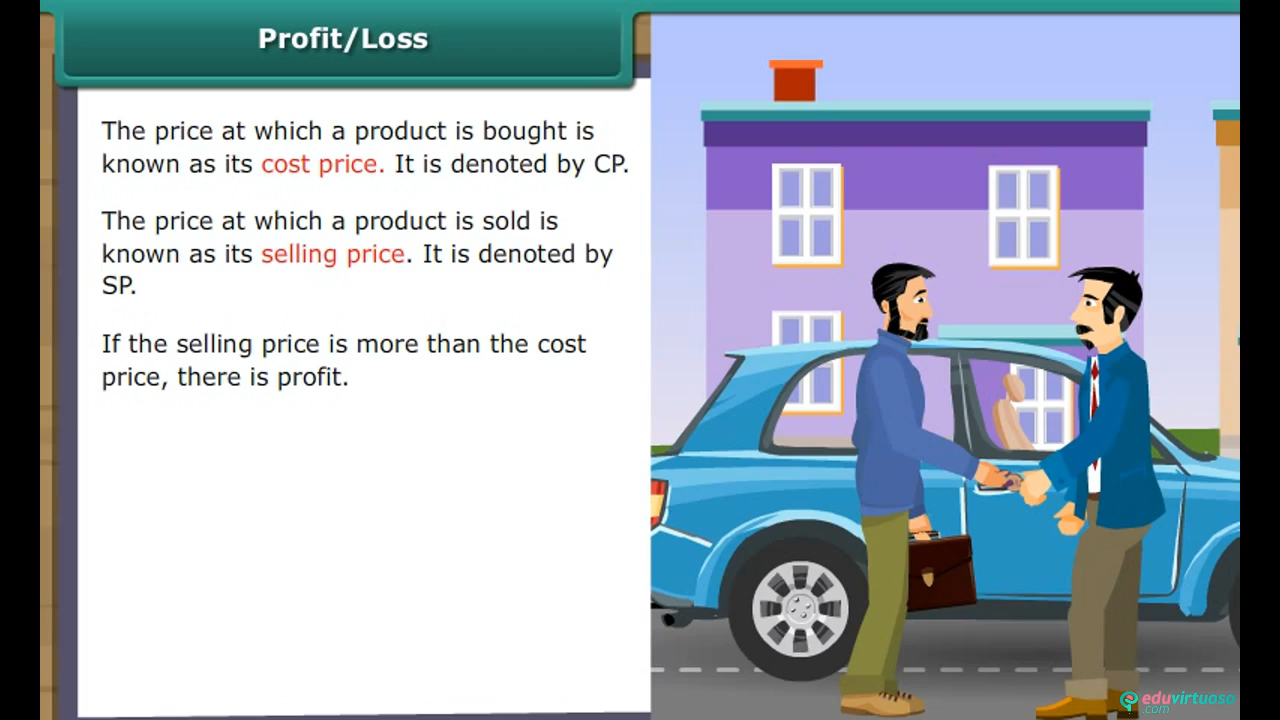 Profit/Loss
The price at which a product is bought is
known as its cost price. It is denoted by CP.
The price at which a product is sold is
known as its selling price. It is denoted by
SP.
If the selling price is more than the cost
price, there is profit.
eduvirtuoso
.com